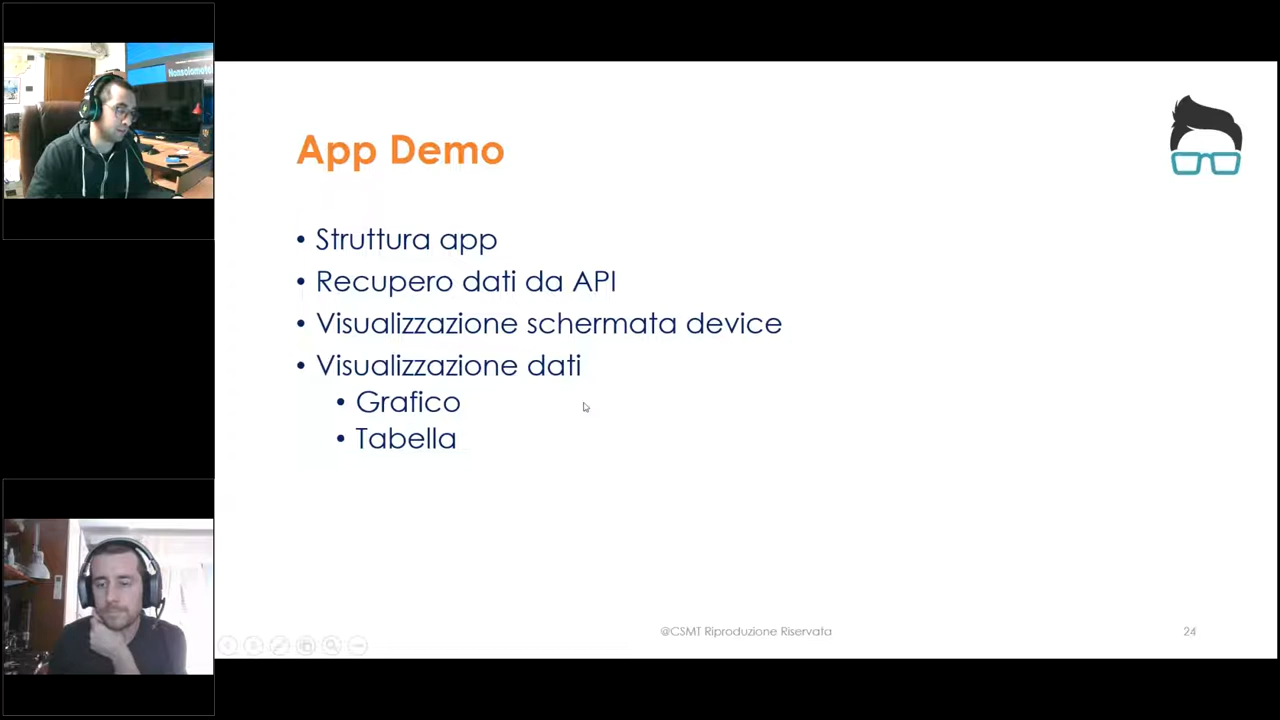 App Demo
• Struttura app
• Recupero dati da API
• Visualizzazione schermata device
• Visualizzazione dati
• Grafico
• Tabella
@CSMT Riproduzione Riservata
24